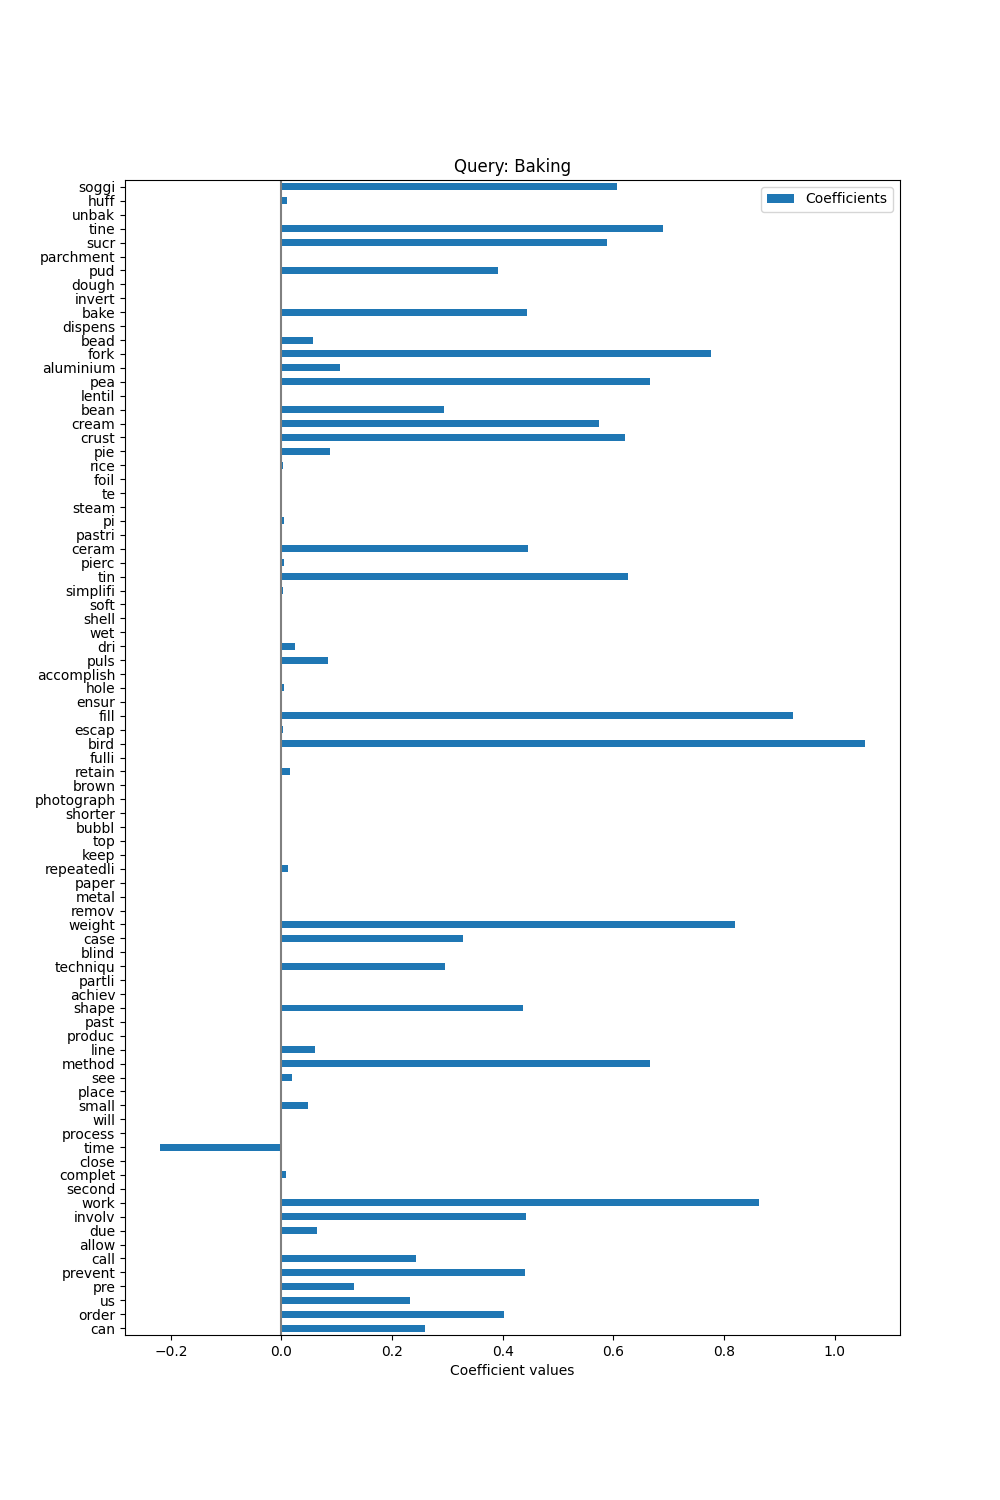 Query: Baking
Coefficients
soggi
huff
unbak
tine
sucr
parchment
pud
dough
invert
bake
dispens
bead
fork
aluminium
pea
lentil
bean
cream
crust
pie
rice
foil
te
steam
pi
pastri
ceram
pierc
tin
simplifi
soft
shell
wet
dri
puls
accomplish
hole
ensur
fill
escap
bird
fulli
retain
brown
photograph
shorter
bubbl
top
keep
repeatedli
paper
metal
remov
weight
case
blind
techniqu
partli
achiev
shape
past
produc
line
method
see
place
small
will
process
time
close
complet
second
work
involv
due
allow
call
prevent
pre
us
order
can
−0.2 0.0 0.2 0.4 0.6 0.8 1.0
Coefficient values